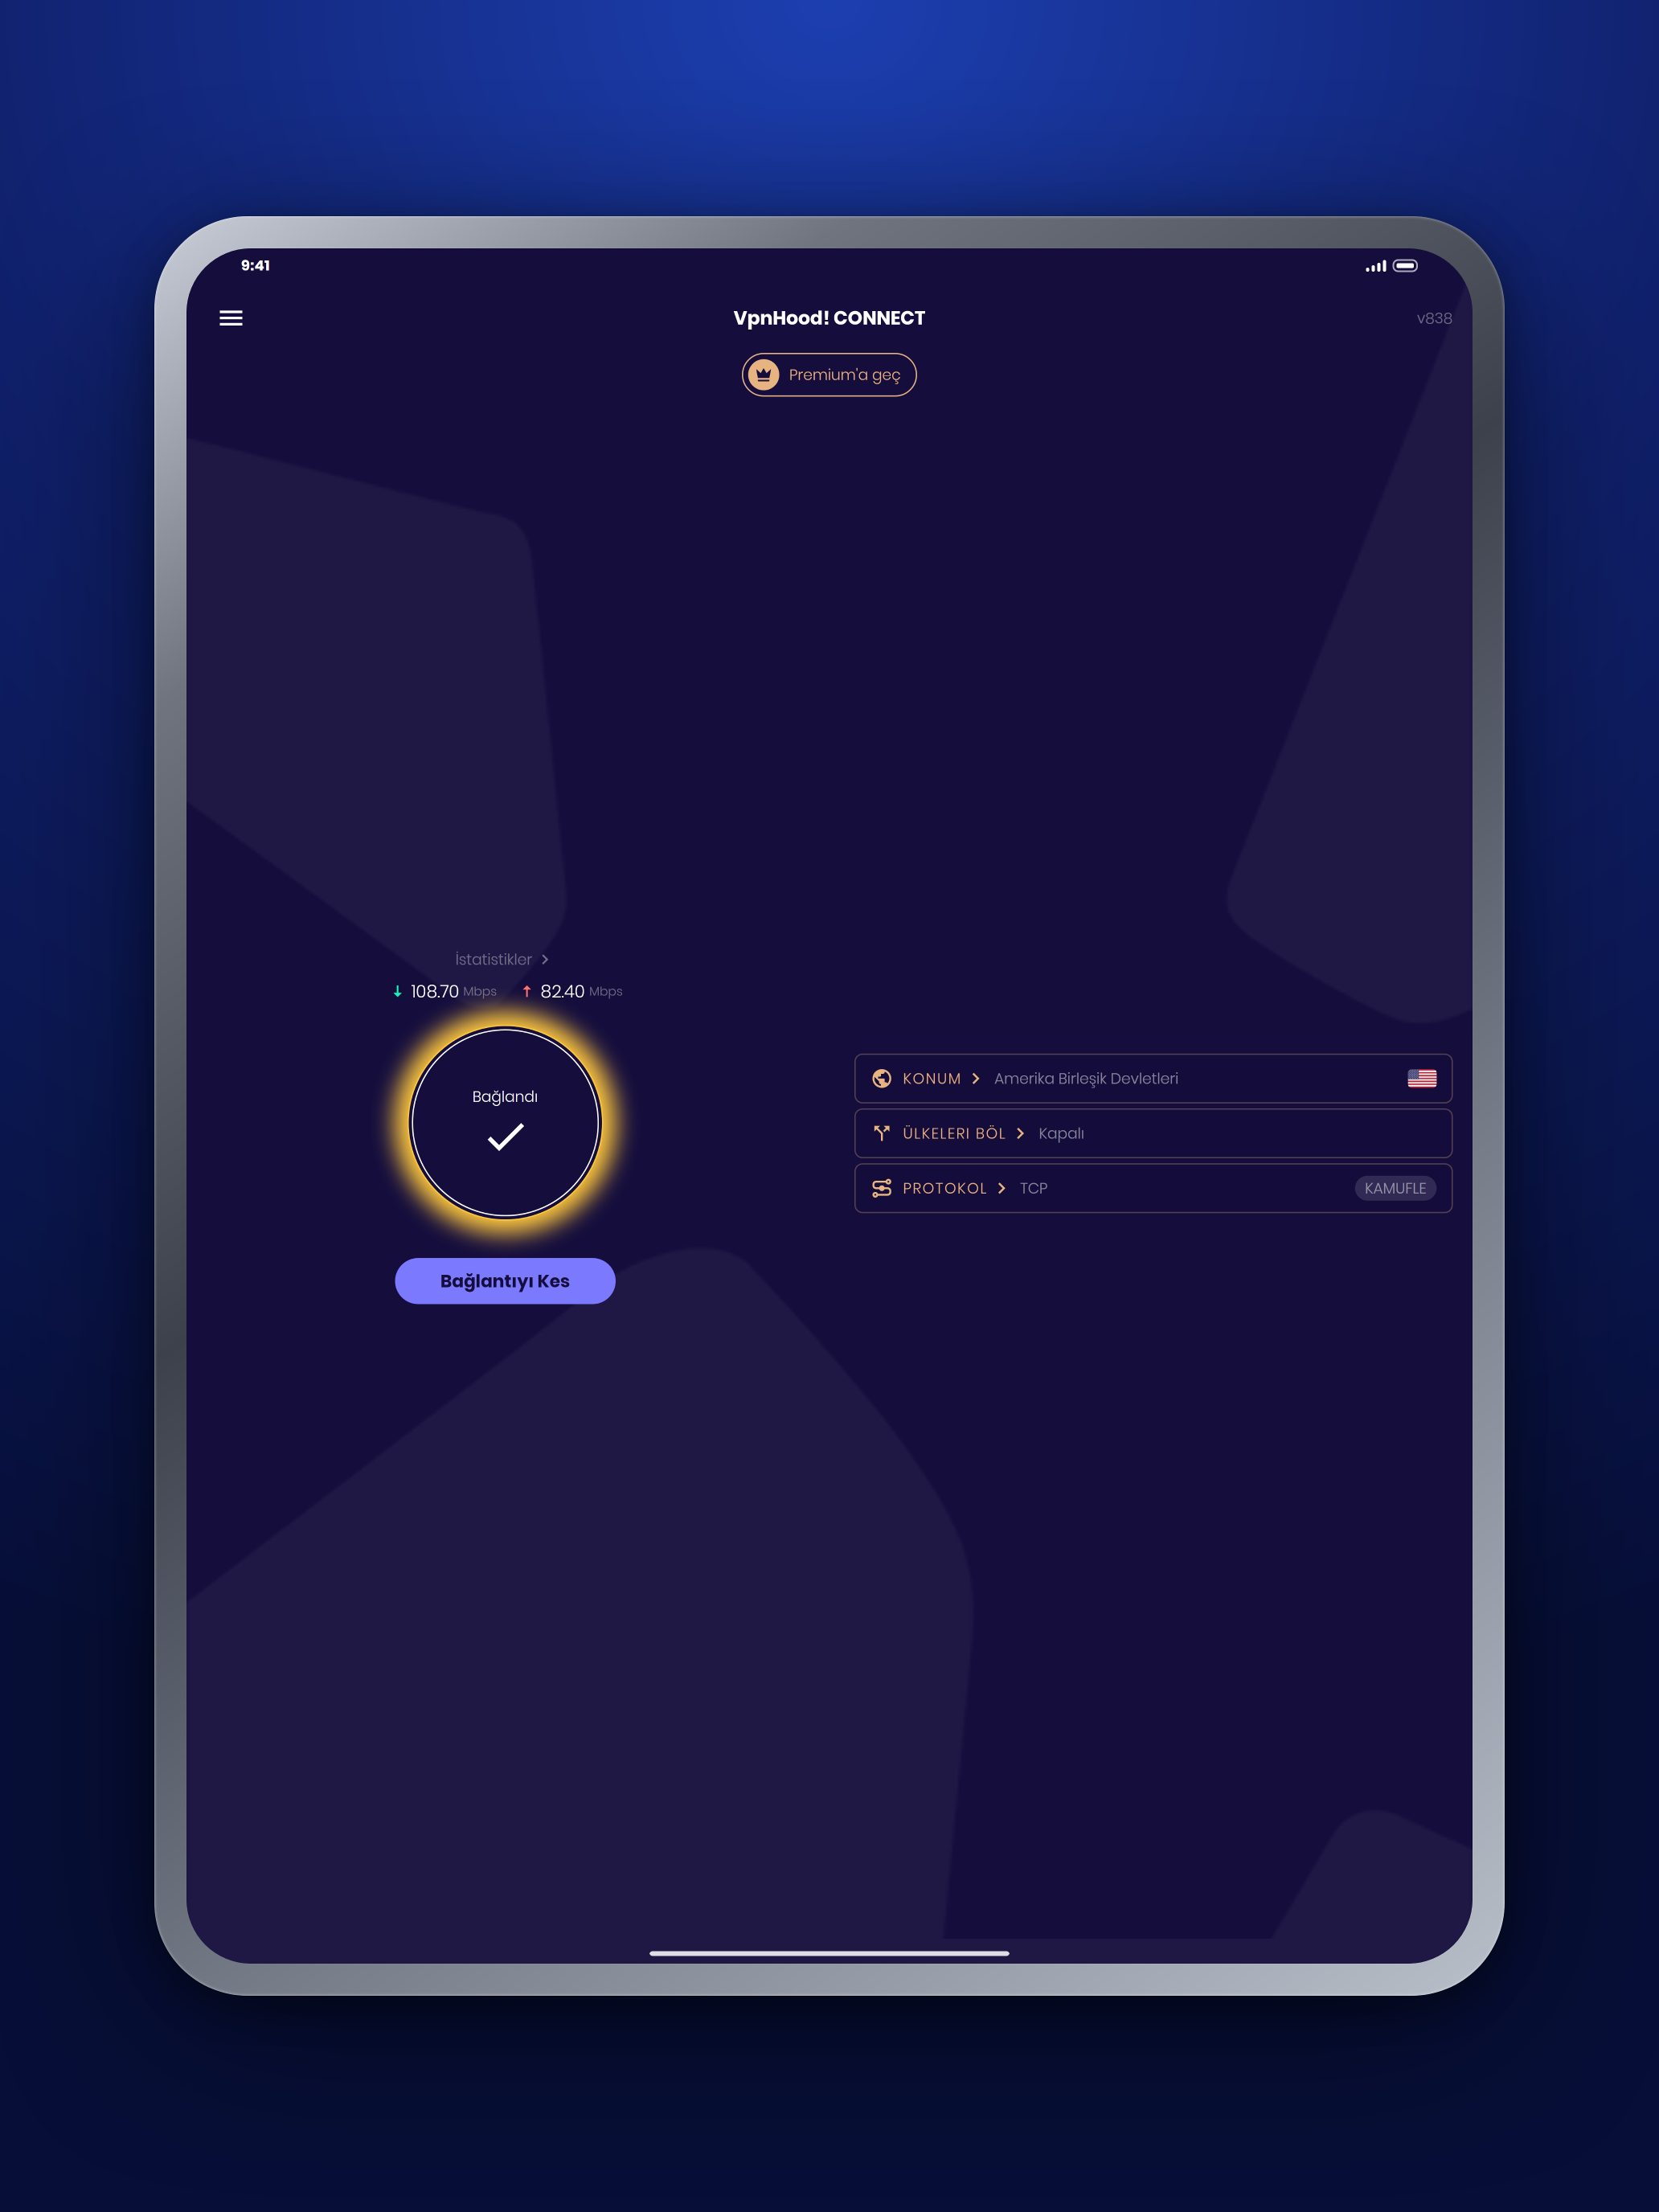 9:41
VpnHood! CONNECT
v838
Premium'a geç
İstatistikler
108.70 Mbps 82.40 Mbps
Bağlandı
Bağlantıyı Kes
KONUM Amerika Birleşik Devletleri
ÜLKELERI BÖL Kapalı
PROTOKOL TCP KAMUFLE